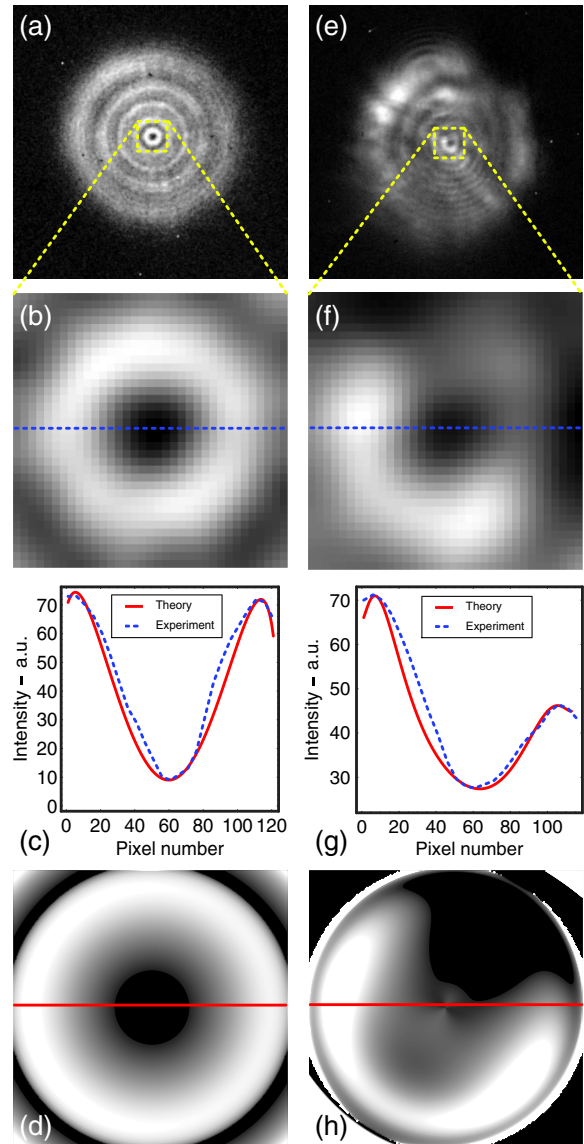 (a)
(e)
(b)
(f)
70
60
50
40
30
20
10
0
Intensity – a.u.
Theory
Experiment
0 20 40 60 80 100 120
Pixel number
(c)
70
60
50
40
30
Intensity – a.u.
Theory
Experiment
0 20 40 60 80 100
Pixel number
(g)
(d)
(h)